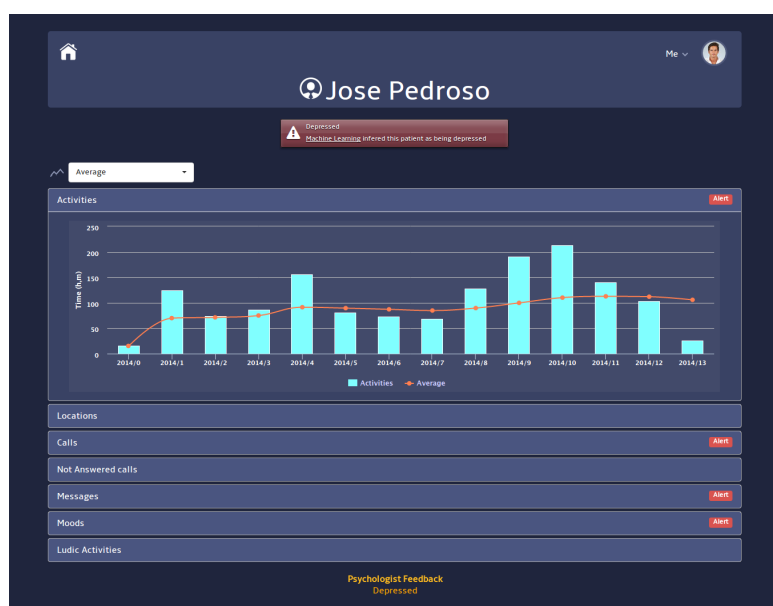 Me
Jose Pedroso
Depressed
Machine Learning infered this patient as being depressed
Average
Activities
Alert
250
200
150
100
50
0
Time (h,m)
2014/0 2014/1 2014/2 2014/3 2014/4 2014/5 2014/6 2014/7 2014/8 2014/9 2014/10 2014/11 2014/12 2014/13
Activities Average
Locations
Calls
Alert
Not Answered calls
Messages
Alert
Moods
Alert
Ludic Activities
Psychologist Feedback
Depressed